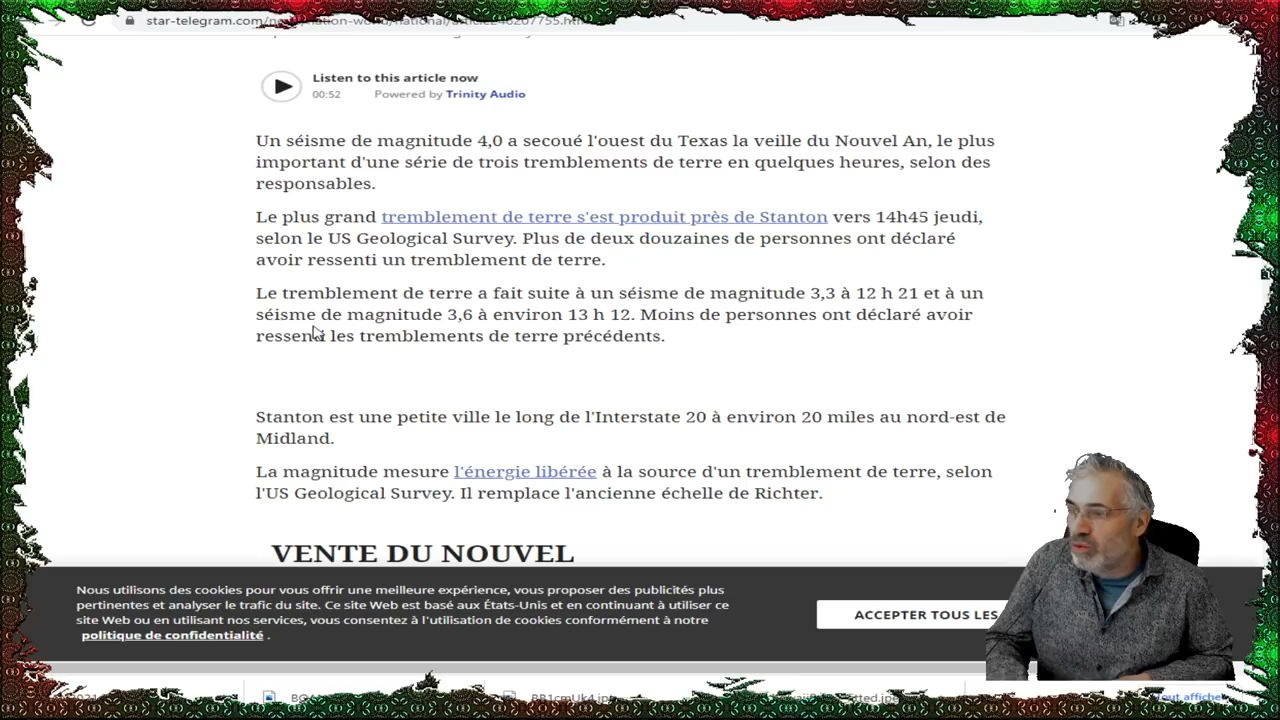 star-telegram.com/
Listen to this article now
00:52 Powered by Trinity Audio
Un séisme de magnitude 4,0 a secoué l'ouest du Texas la veille du Nouvel An, le plus
important d'une série de trois tremblements de terre en quelques heures, selon des
responsables.
Le plus grand tremblement de terre s'est produit près de Stanton vers 14h45 jeudi,
selon le US Geological Survey. Plus de deux douzaines de personnes ont déclaré
avoir ressenti un tremblement de terre.
Le tremblement de terre a fait suite à un séisme de magnitude 3,3 à 12 h 21 et à un
séisme de magnitude 3,6 à environ 13 h 12. Moins de personnes ont déclaré avoir
ressenti les tremblements de terre précédents.
Stanton est une petite ville le long de l'Interstate 20 à environ 20 miles au nord-est de
Midland.
La magnitude mesure l'énergie libérée à la source d'un tremblement de terre, selon
l'US Geological Survey. Il remplace l'ancienne échelle de Richter.
VENTE DU NOUVEL
Nous utilisons des cookies pour vous offrir une meilleure expérience, vous proposer des publicités plus
pertinentes et analyser le trafic du site. Ce site Web est basé aux États-Unis et en continuant à utiliser ce
site Web ou en utilisant nos services, vous consentez à l'utilisation de cookies conformément à notre
politique de confidentialité .
ACCEPTER TOUS LES